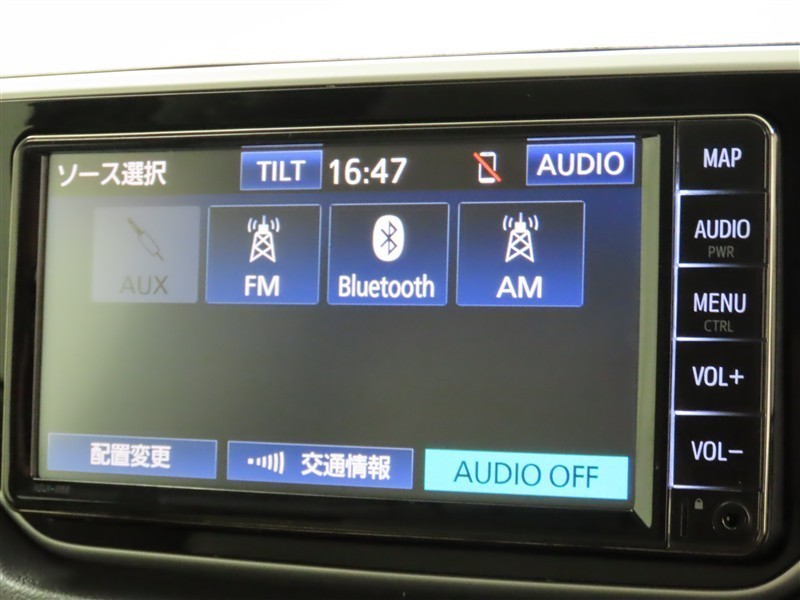 ソース選択
TILT
16:47
AUDIO
AUX
FM
Bluetooth
AM
配置変更
交通情報
AUDIO OFF
MAP
AUDIO
PWR
MENU
CTRL
VOL+
VOL-